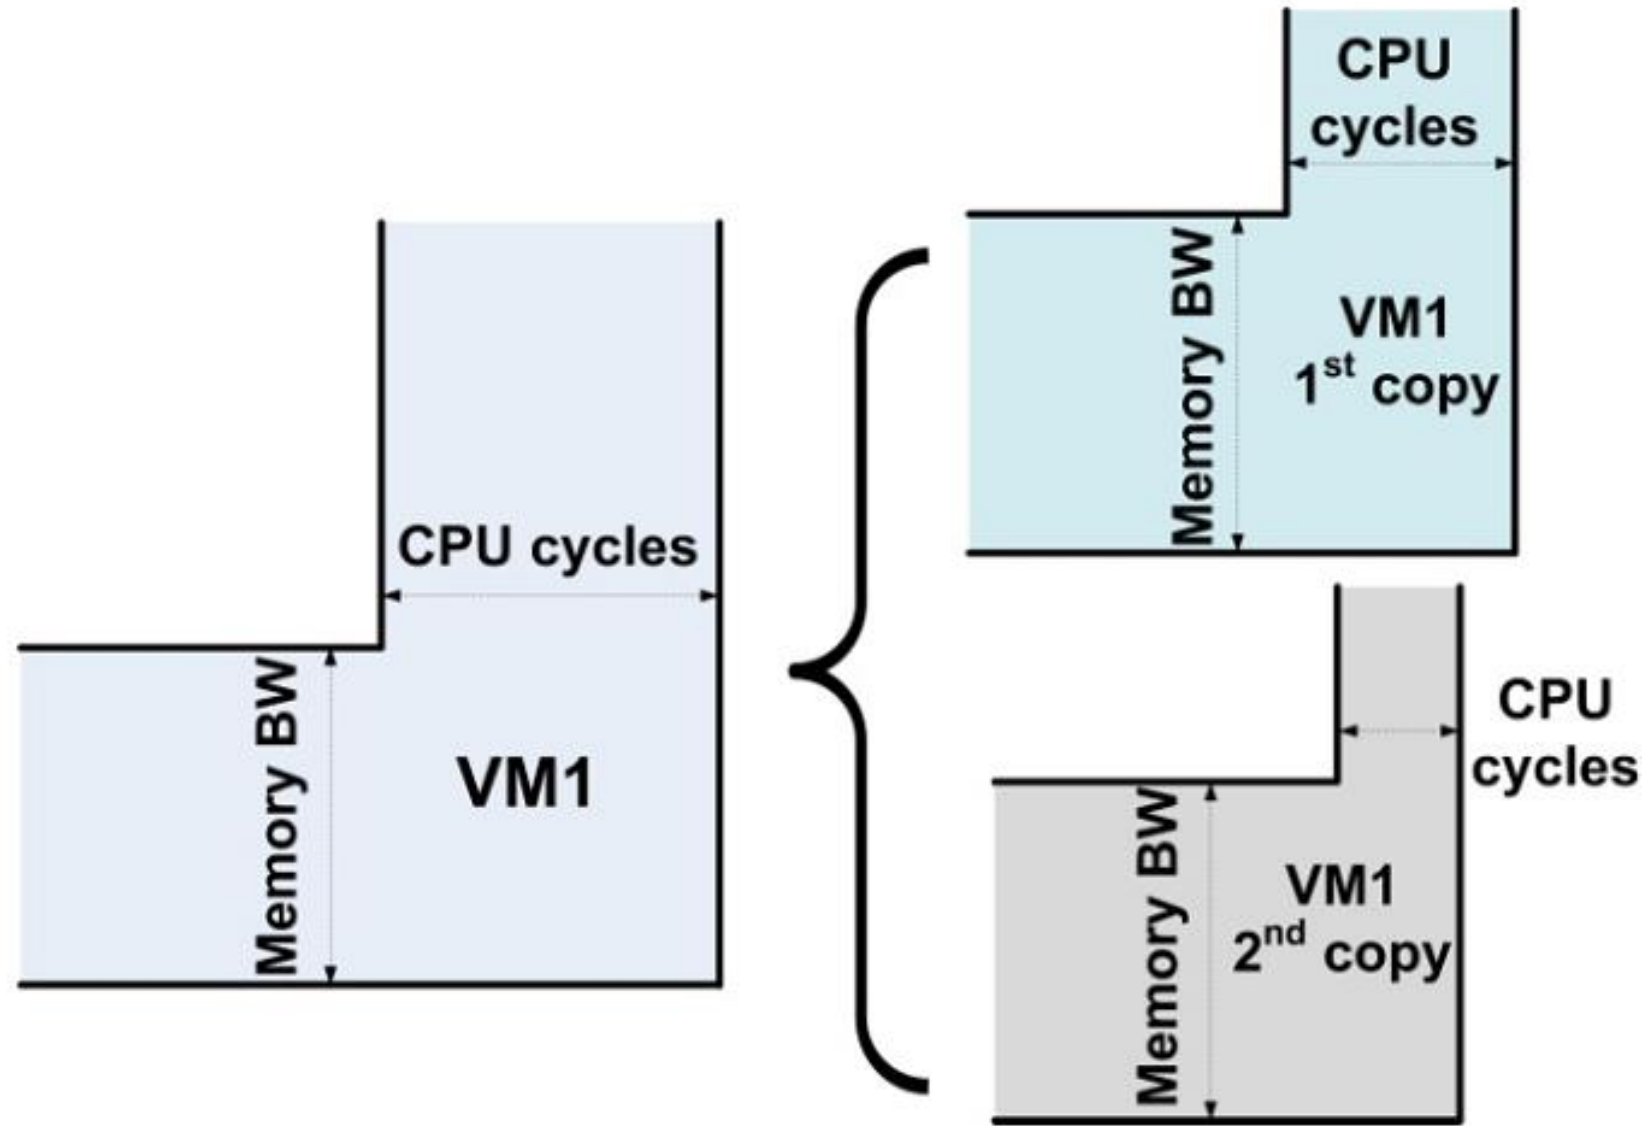 CPU cycles
Memory BW
VM1
CPU
cycles
Memory BW
VM1
1st copy
CPU
cycles
Memory BW
VM1
2nd copy